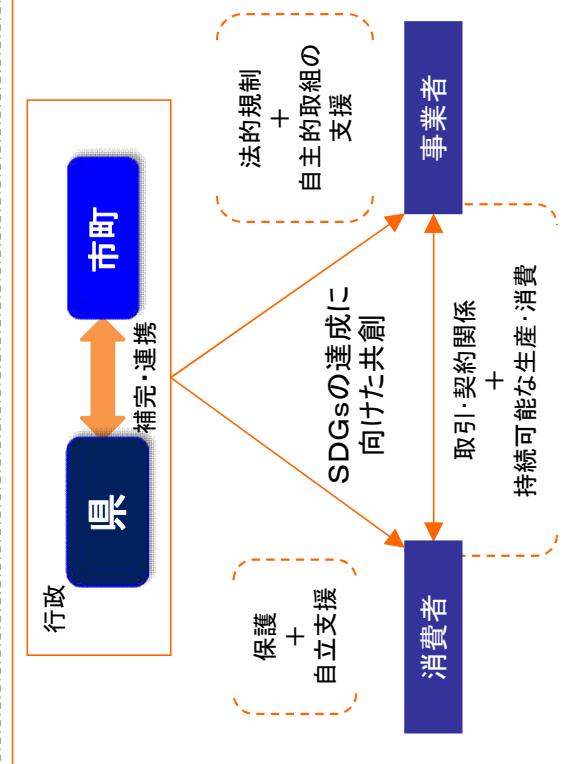 行政
県
市町
補完・連携
保護
＋
自立支援
法的規制
＋
自主的取組の
支援
SDGsの達成に
向けた共創
消費者
事業者
取引・契約関係
＋
持続可能な生産・消費